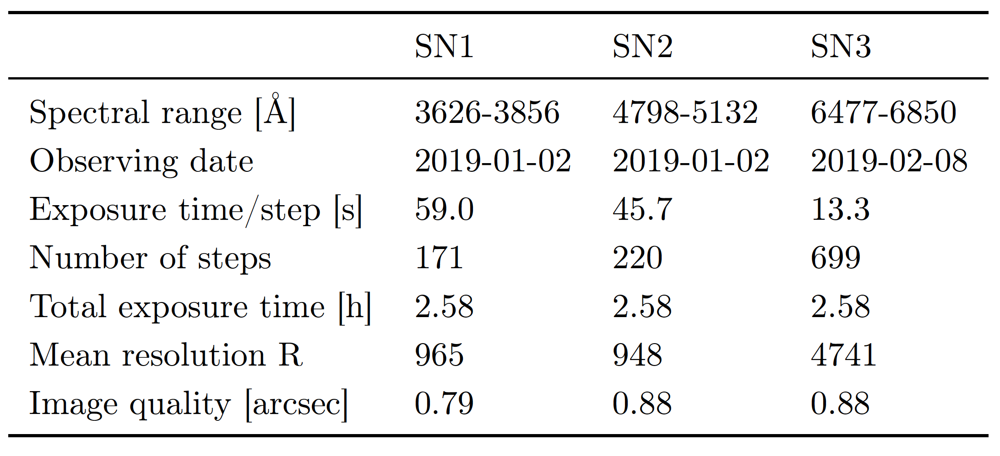 SN1 SN2 SN3
Spectral range [Å] 3626-3856 4798-5132 6477-6850
Observing date 2019-01-02 2019-01-02 2019-02-08
Exposure time/step [s] 59.0 45.7 13.3
Number of steps 171 220 699
Total exposure time [h] 2.58 2.58 2.58
Mean resolution R 965 948 4741
Image quality [arcsec] 0.79 0.88 0.88